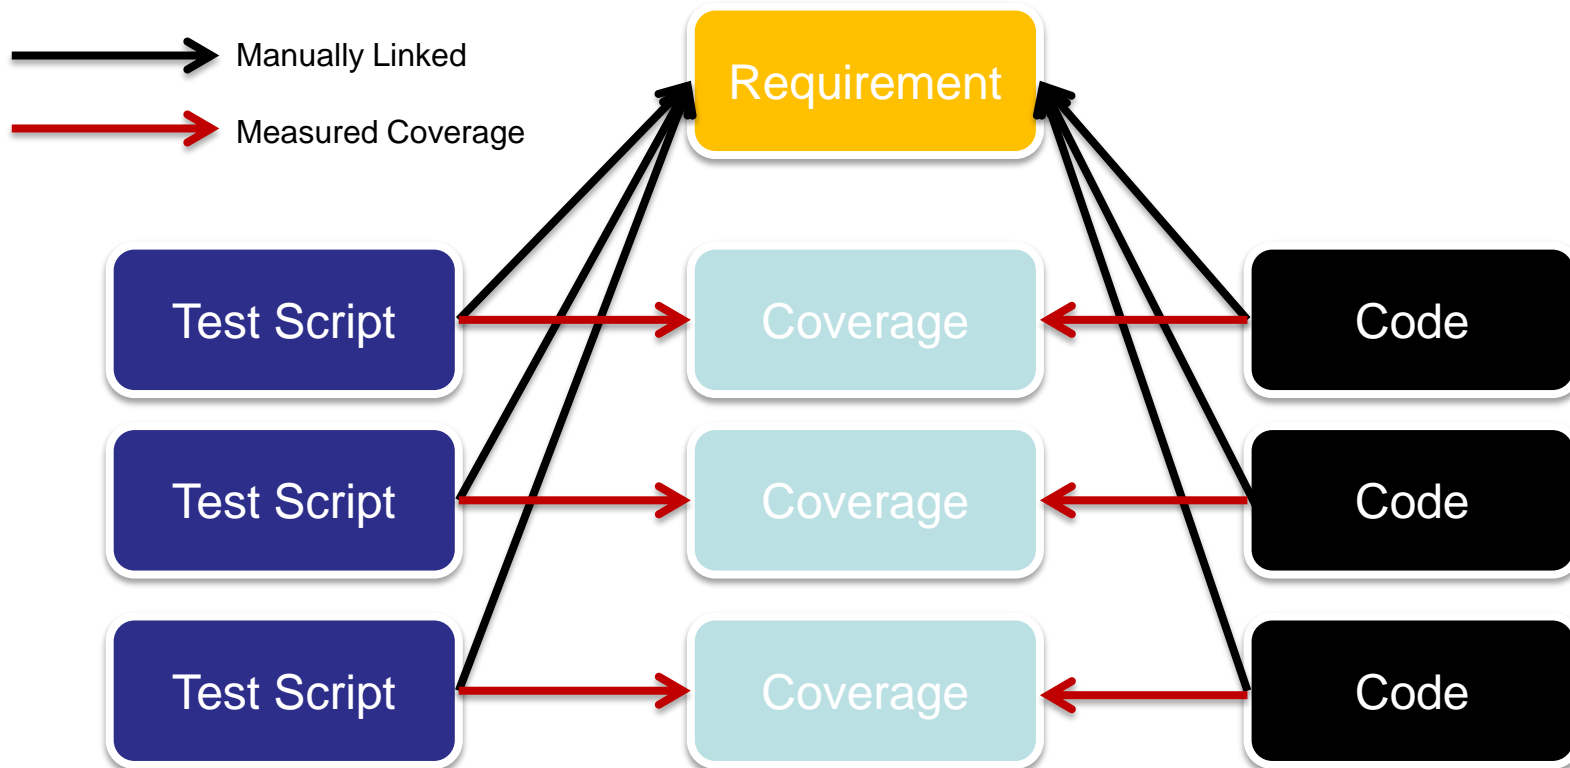 Manually Linked
Requirement
Measured Coverage
Test Script
Coverage
Code
Test Script
Coverage
Code
Test Script
Coverage
Code